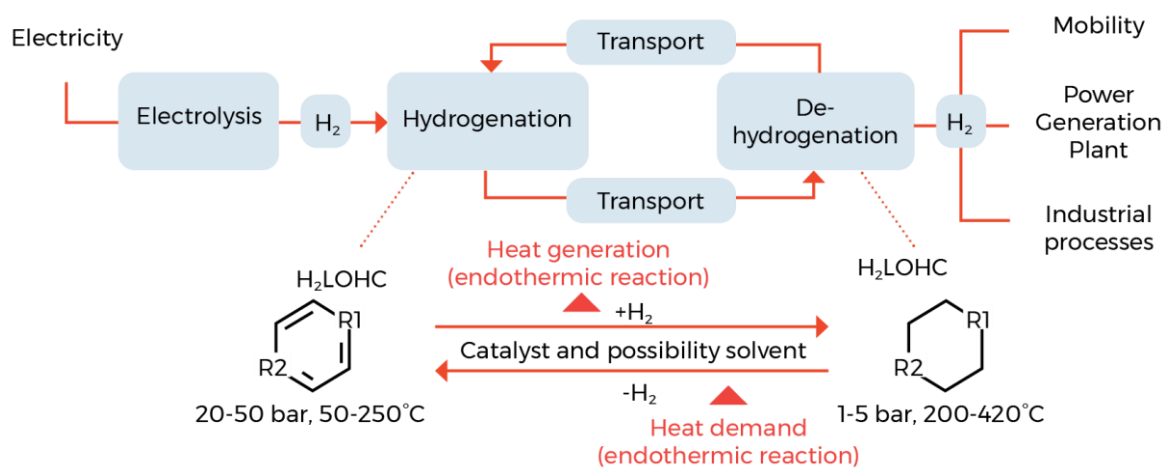 Electricity
Electrolysis
H₂
Hydrogenation
Transport
Transport
De-
hydrogenation
H₂
Mobility
Power
Generation
Plant
Industrial
processes
Heat generation
(endothermic reaction)
H₂LOHC
R1
R2
20-50 bar, 50-250°C
+H₂
Catalyst and possibility solvent
-H₂
Heat demand
(endothermic reaction)
H₂LOHC
R1
R2
1-5 bar, 200-420°C